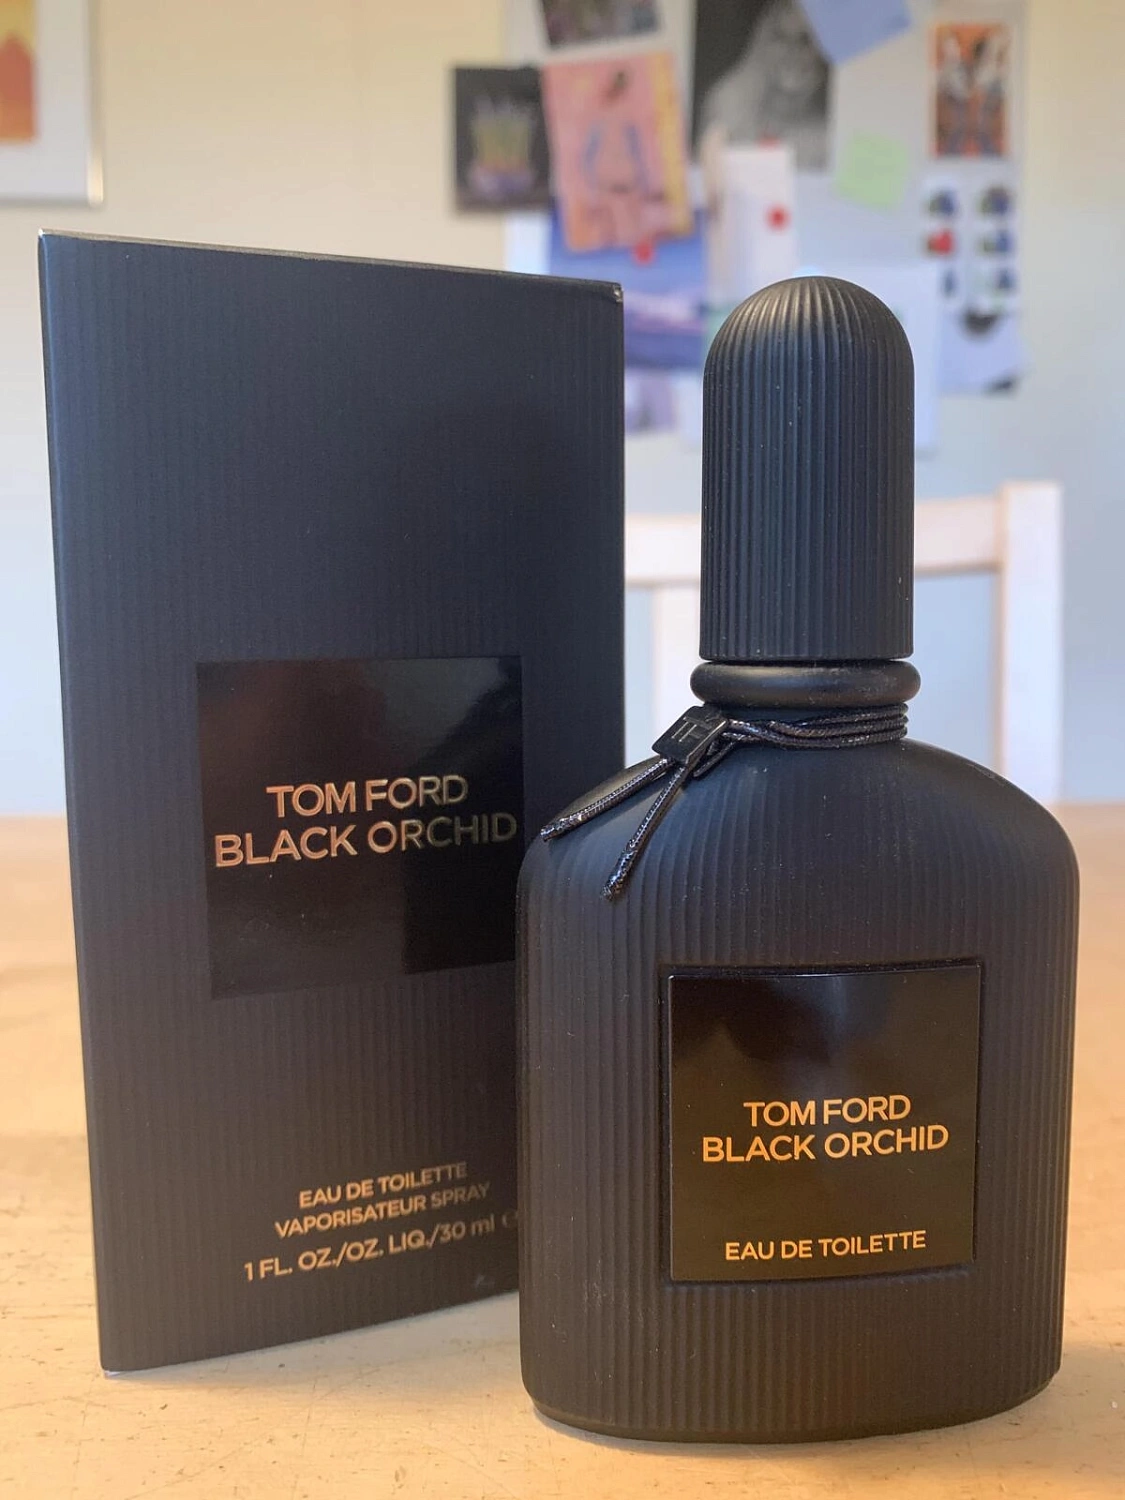 TOM FORD
BLACK ORCHID
EAU DE TOILETTE
VAPORISATEUR SPRAY
1 FL. OZ./OZ. LIQ./30 ml e
TF
TOM FORD
BLACK ORCHID
EAU DE TOILETTE